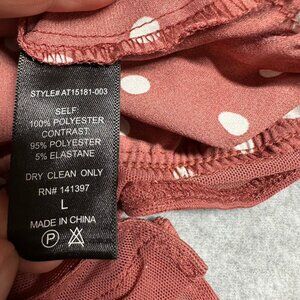 STYLE# AT15181-003
SELF:
100% POLYESTER
CONTRAST:
95% POLYESTER
5% ELASTANE
DRY CLEAN ONLY
RN# 141397
L
MADE IN CHINA
P